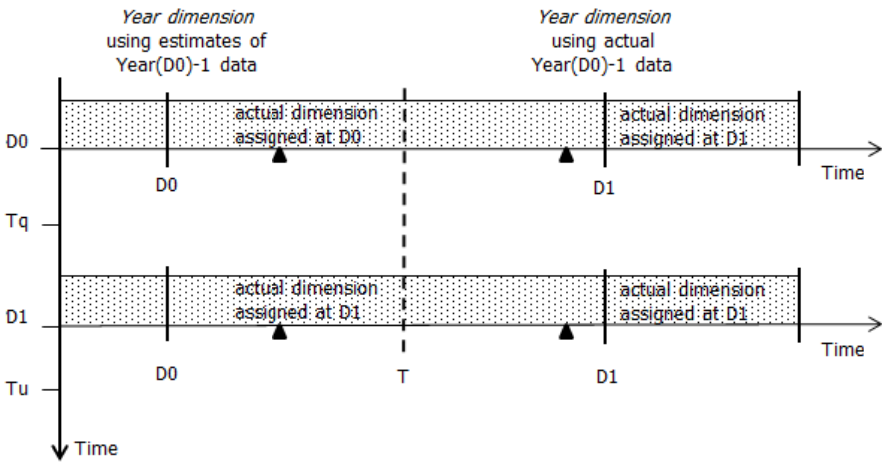 Year dimension
using estimates of
Year(D0)-1 data
Year dimension
using actual
Year(D0)-1 data
actual dimension
assigned at D0
actual dimension
assigned at D1
D0
D0
D1
Time
Tq
actual dimension
assigned at D1
actual dimension
assigned at D1
D1
D0
T
D1
Time
Tu
Time